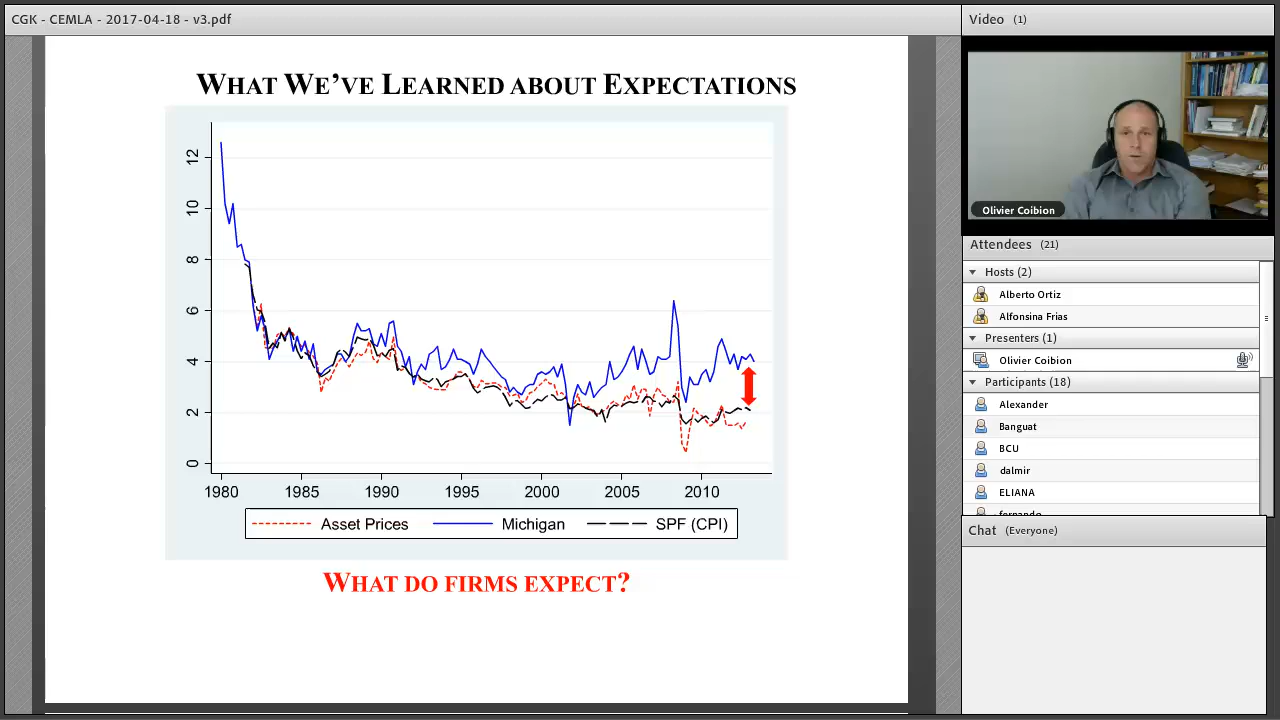 CGK - CEMLA - 2017-04-18 - v3.pdf
WHAT WE'VE LEARNED ABOUT EXPECTATIONS
12
10
8
6
4
2
0
1980 1985 1990 1995 2000 2005 2010
Asset Prices Michigan SPF (CPI)
WHAT DO FIRMS EXPECT?
Video (1)
Olivier Coibion
Attendees (21)
Hosts (2)
Alberto Ortiz
Alfonsina Frias
Presenters (1)
Olivier Coibion
Participants (18)
Alexander
Banguat
BCU
dalmir
ELIANA
Chat (Everyone)